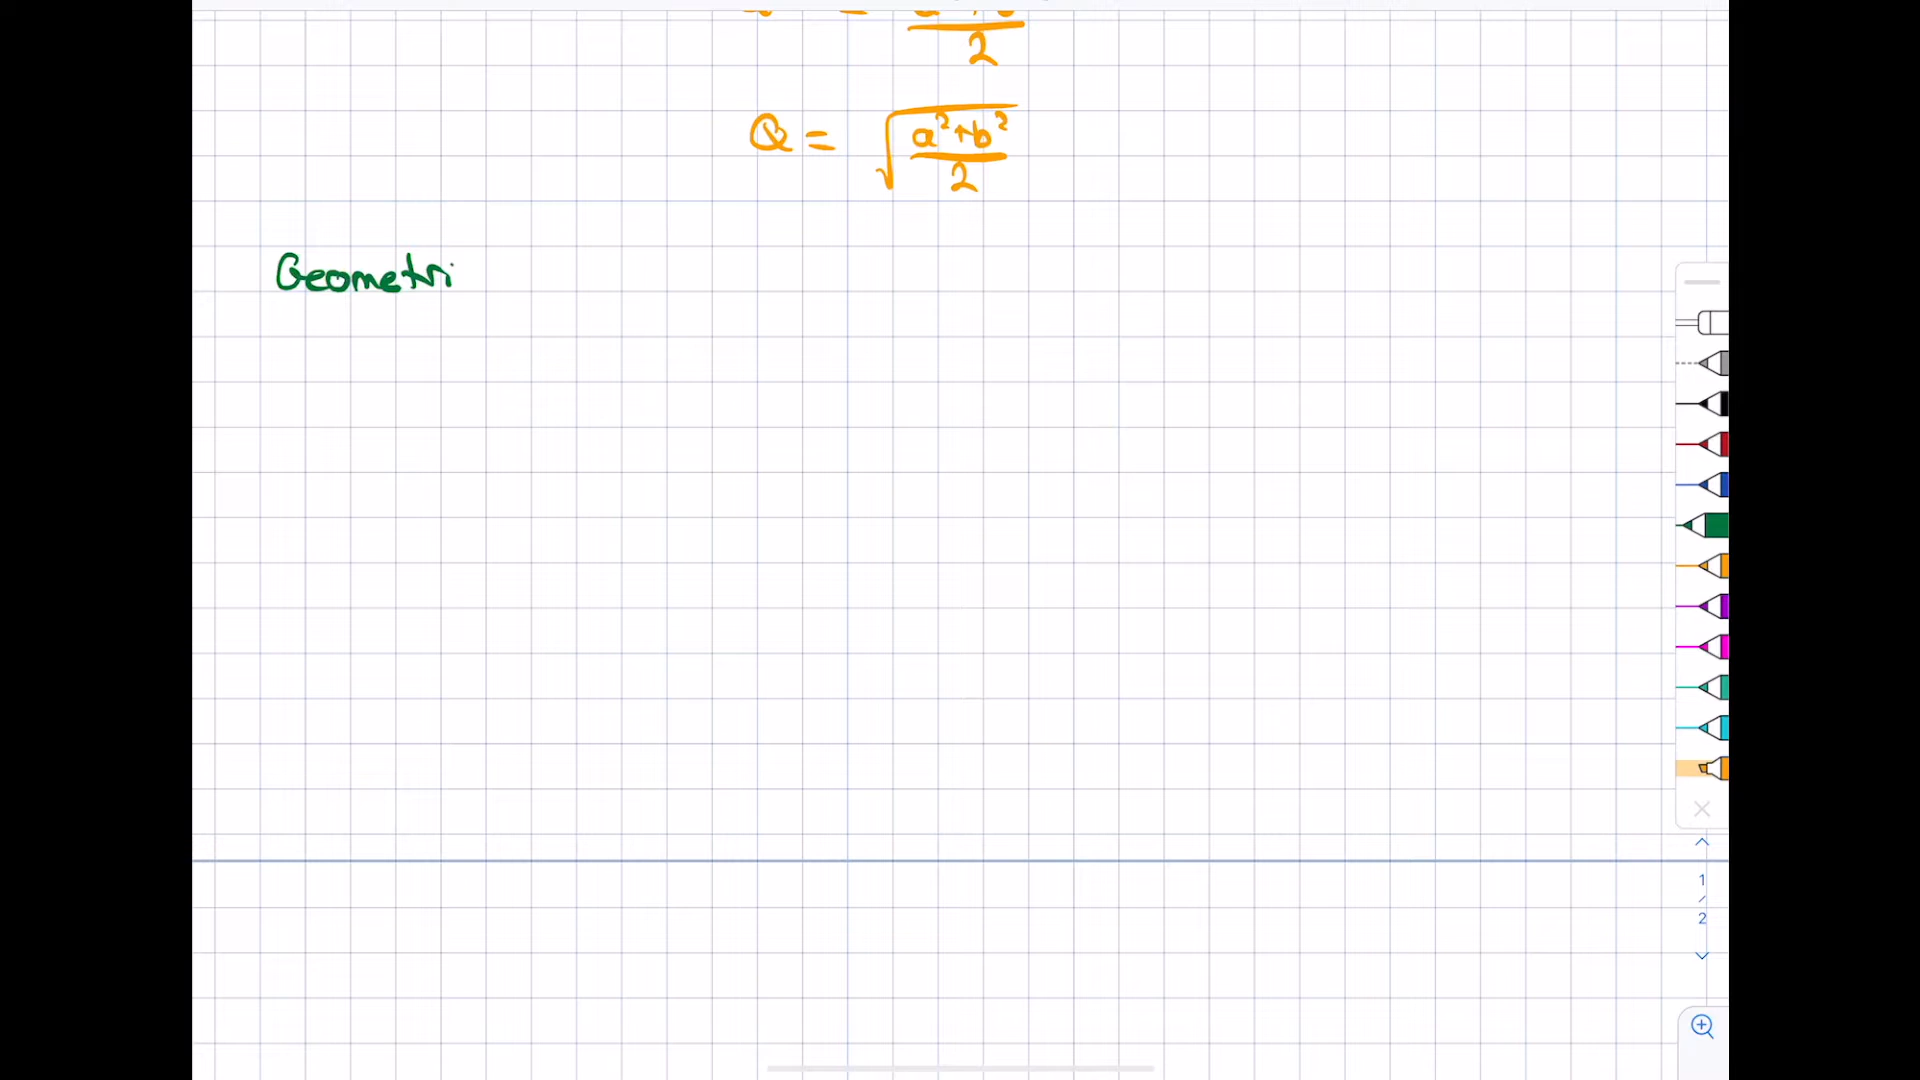 2
Q = √((a²+b²)/2)
Geometri
1
/
2